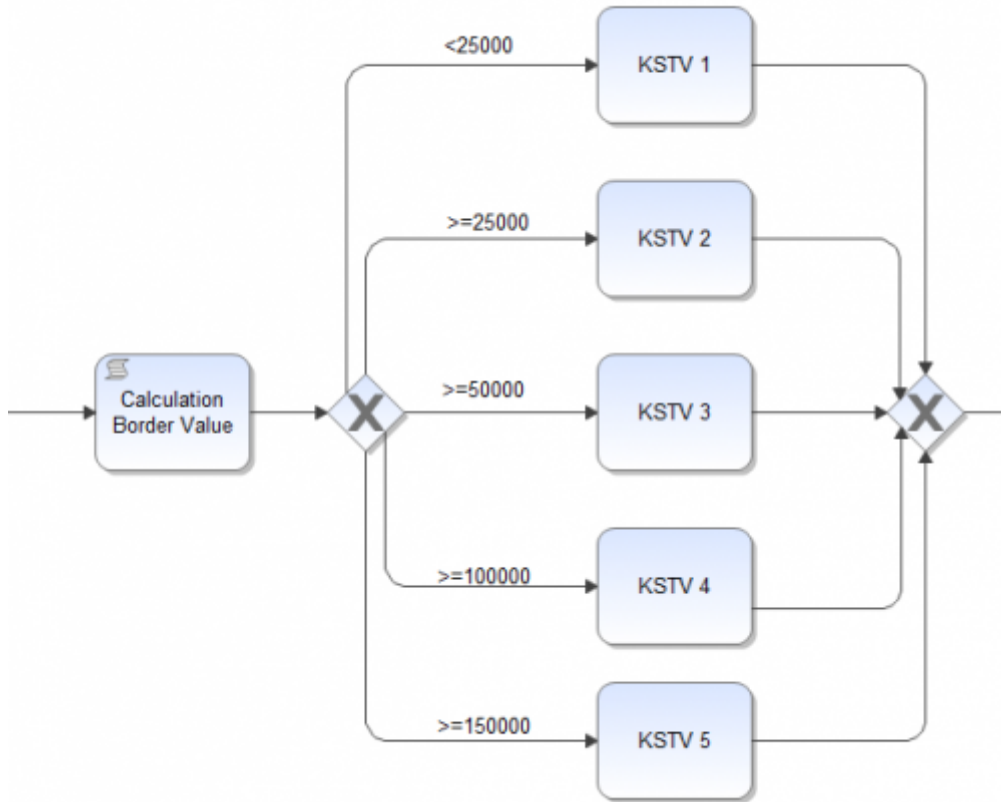 <25000
KSTV 1
>=25000
KSTV 2
Calculation
Border Value
X
>=50000
KSTV 3
X
>=100000
KSTV 4
>=150000
KSTV 5